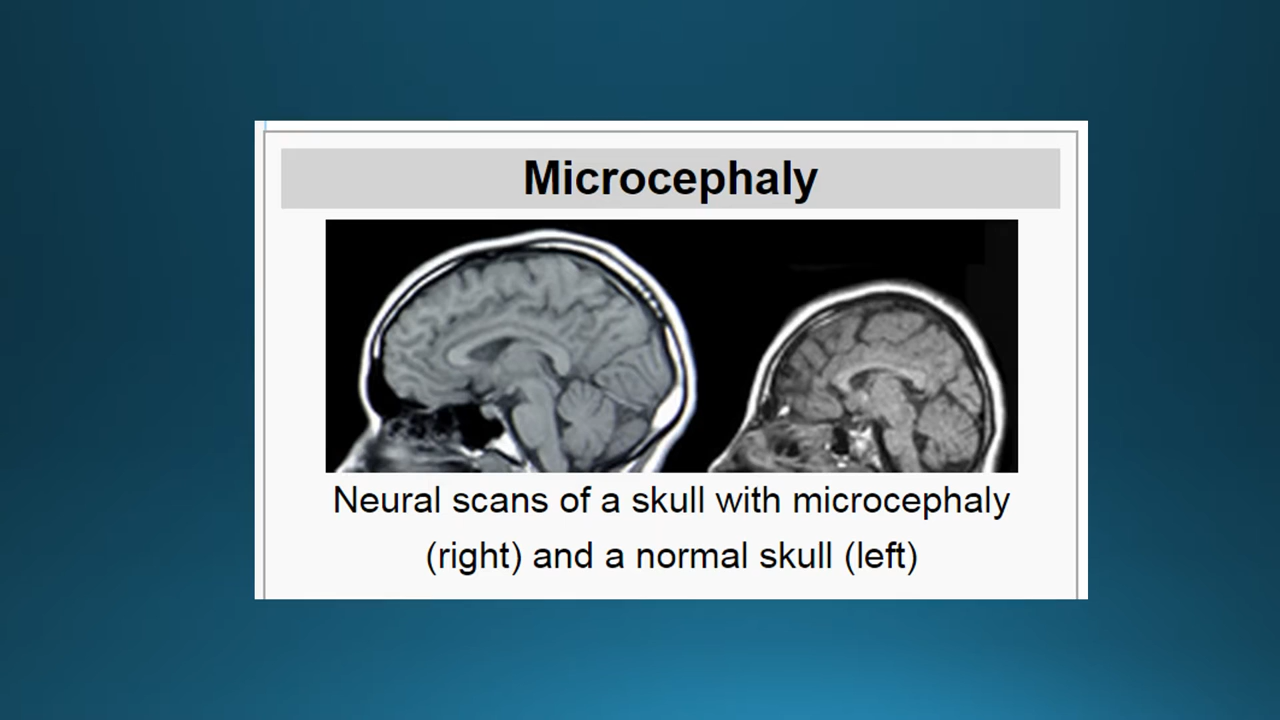 Microcephaly
Neural scans of a skull with microcephaly
(right) and a normal skull (left)